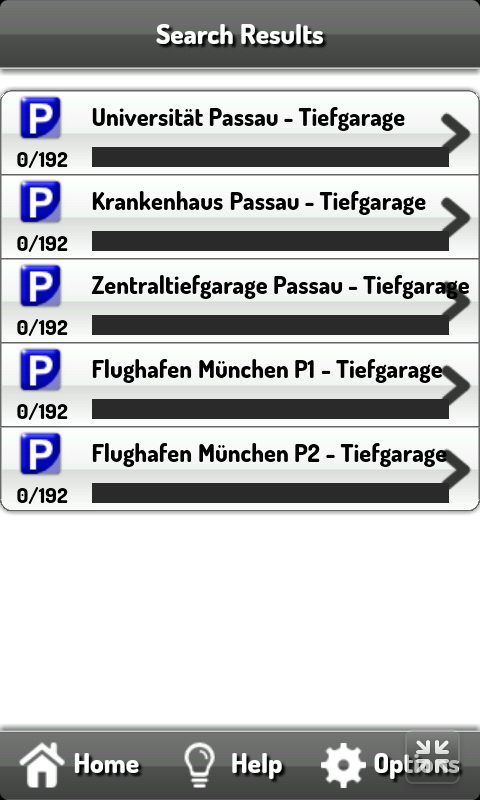 Search Results
P
Universität Passau - Tiefgarage
0/192
P
Krankenhaus Passau - Tiefgarage
0/192
P
Zentraltiefgarage Passau - Tiefgarage
0/192
P
Flughafen München P1 - Tiefgarage
0/192
P
Flughafen München P2 - Tiefgarage
0/192
Home Help Options